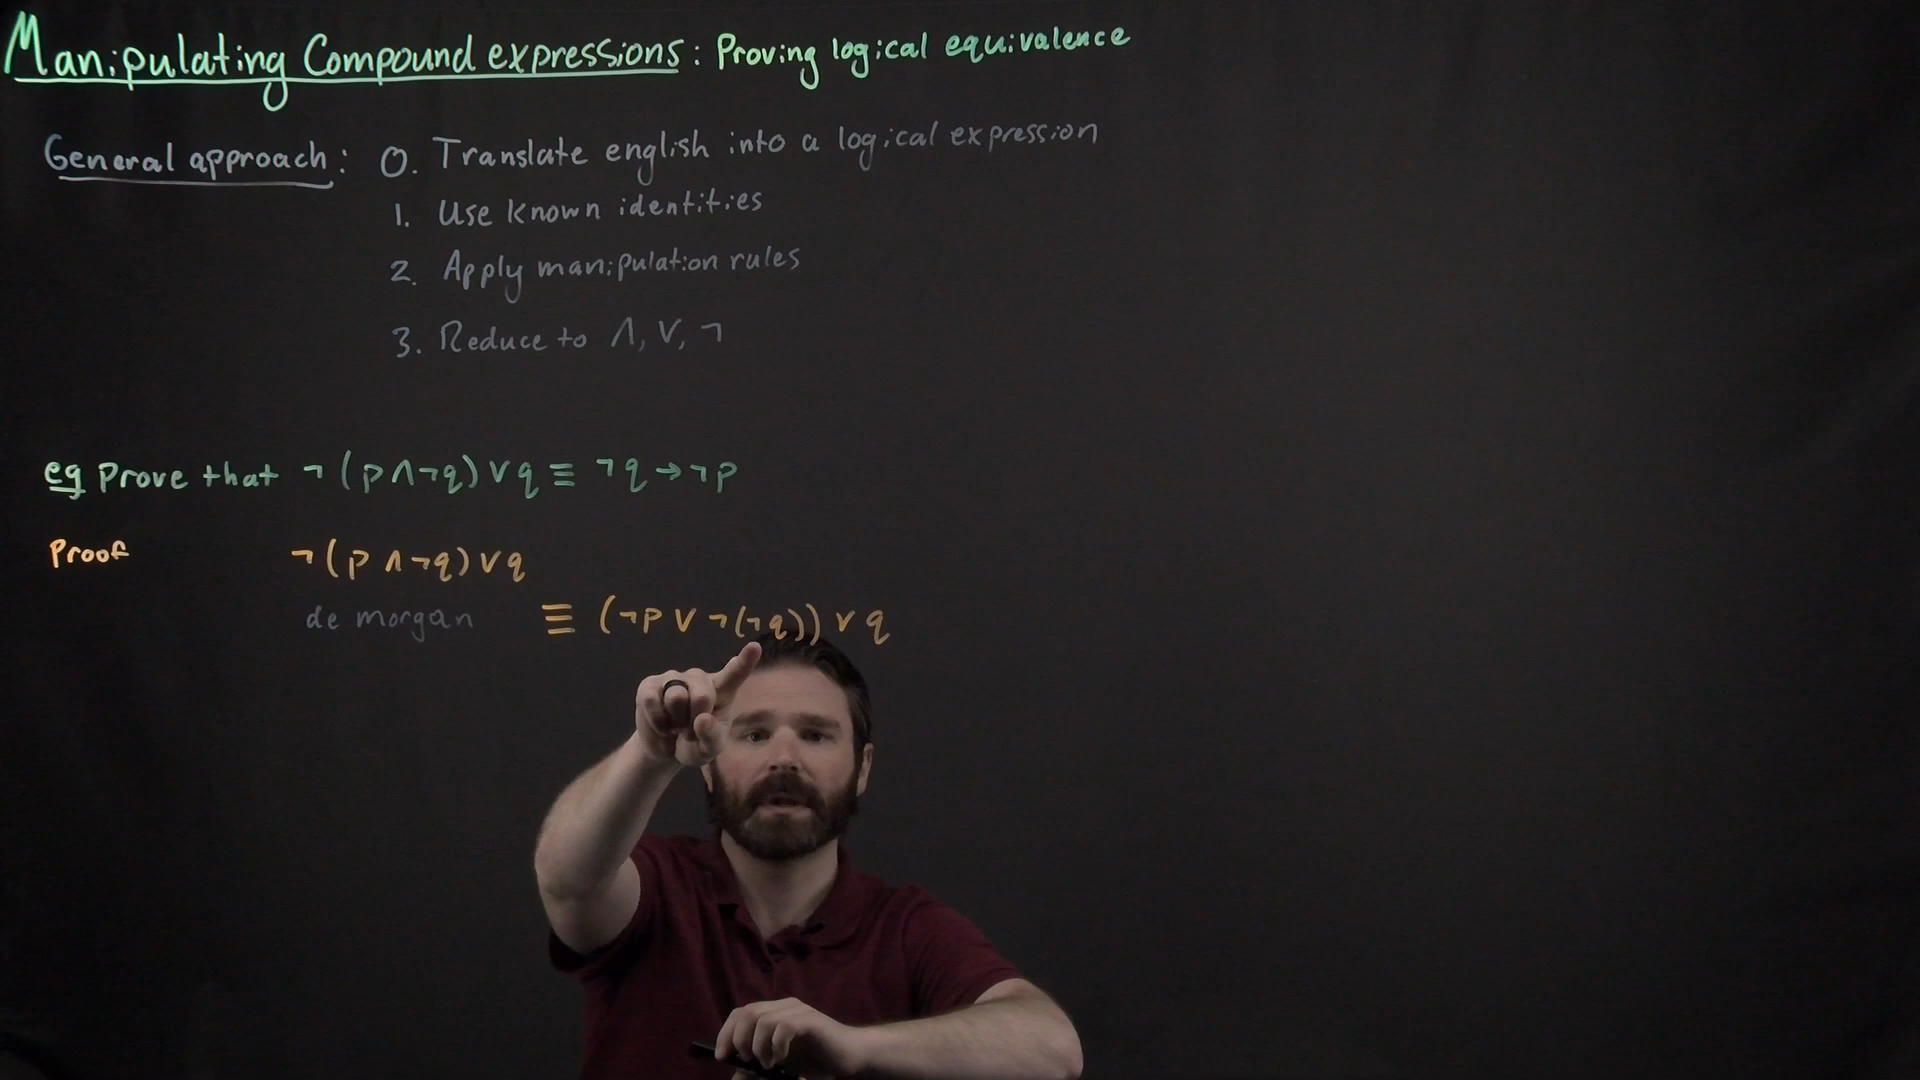 Manipulating Compound expressions: Proving logical equivalence
General approach: 0. Translate english into a logical expression
1. Use known identities
2. Apply manipulation rules
3. Reduce to ∧, ∨, ¬
eg Prove that ¬(p∧¬q)∨q ≡ ¬q→¬p
Proof ¬(p∧¬q)∨q
de morgan ≡ (¬p∨¬(¬q))∨q